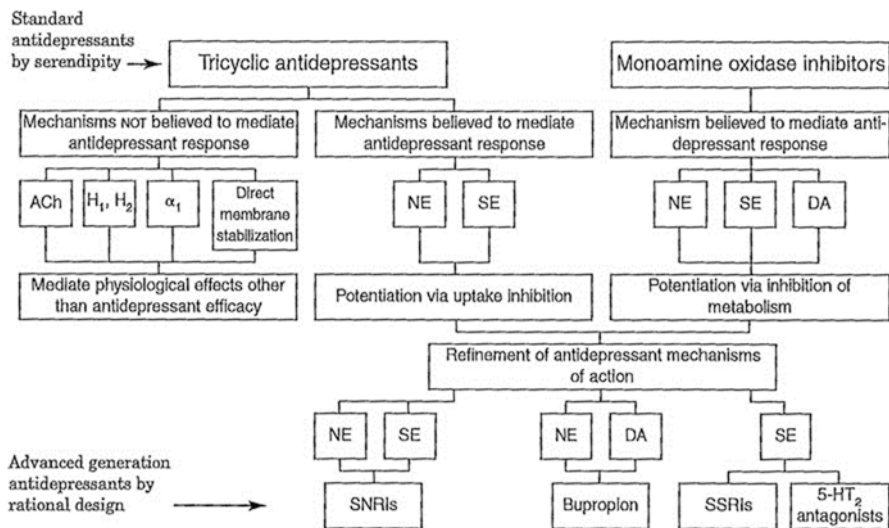 Standard
antidepressants
by serendipity
Tricyclic antidepressants
Monoamine oxidase inhibitors
Mechanisms NOT believed to mediate
antidepressant response
Mechanisms believed to mediate
antidepressant response
Mechanism believed to mediate anti-
depressant response
ACh
H1, H2
α1
Direct
membrane
stabilization
NE
SE
NE
SE
DA
Mediate physiological effects other
than antidepressant efficacy
Potentiation via uptake inhibition
Potentiation via inhibition of
metabolism
Refinement of antidepressant mechanisms
of action
NE
SE
NE
DA
SE
Advanced generation
antidepressants by
rational design
SNRIs
Bupropion
SSRIs
5-HT2
antagonists